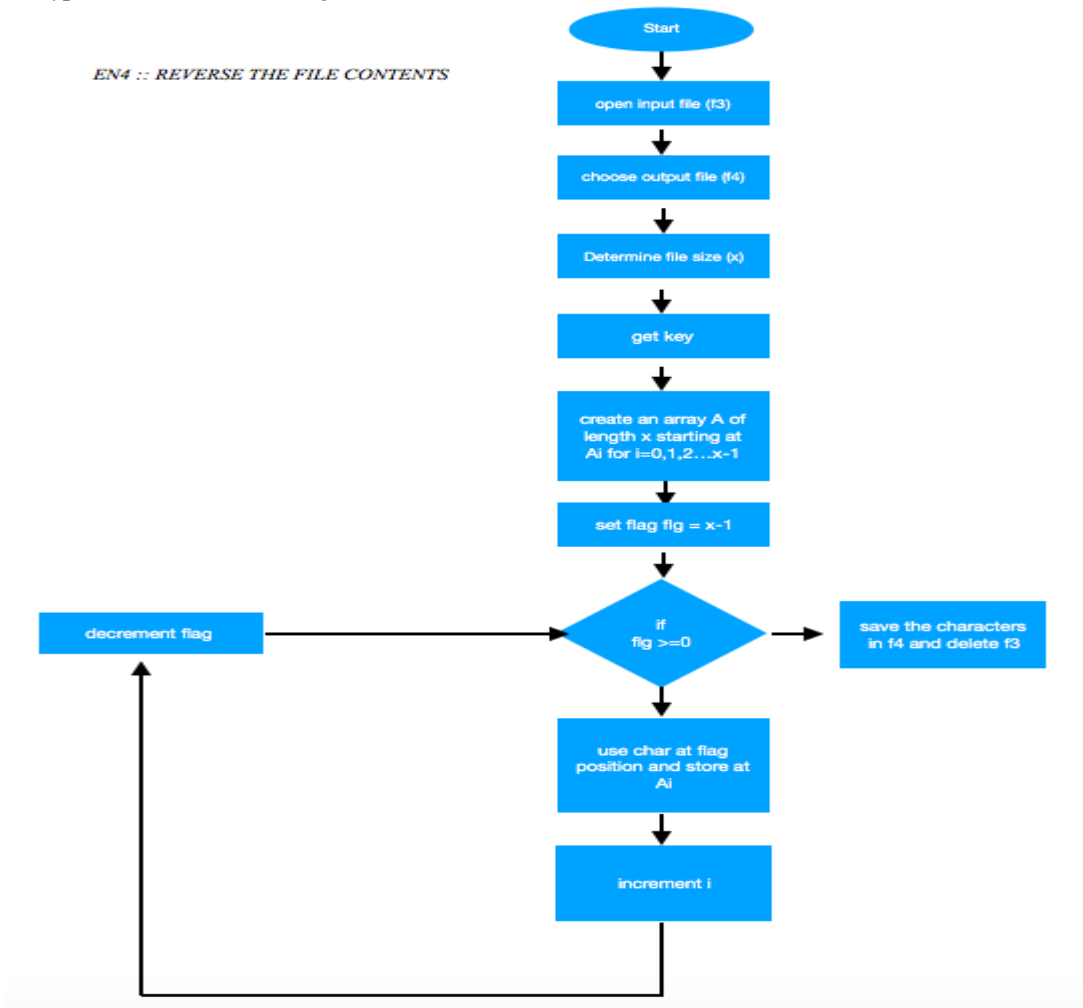 Start
EN4 :: REVERSE THE FILE CONTENTS
open input file (f3)
choose output file (f4)
Determine file size (x)
get key
create an array A of
length x starting at
Ai for i=0,1,2...x-1
set flag flg = x-1
if
flg >=0
decrement flag
save the characters
in f4 and delete f3
use char at flag
position and store at
Ai
increment i